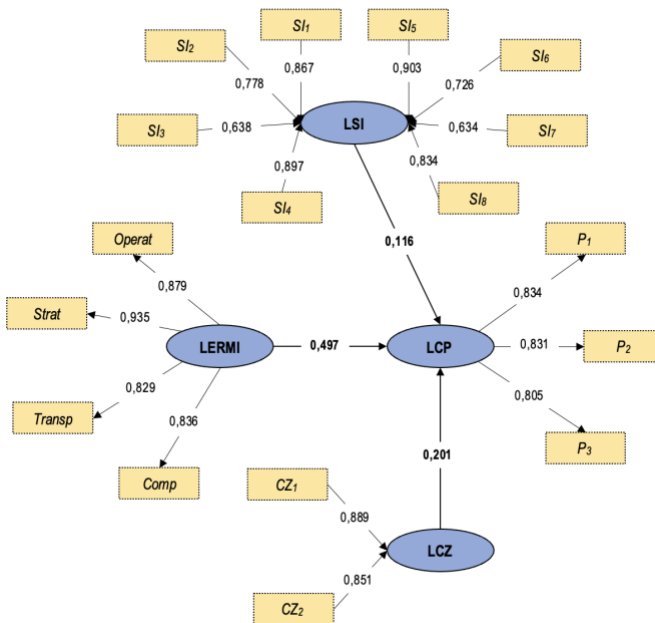 SI1
SI5
SI2
SI6
0,867
0,903
0,778
0,726
SI3
0,638
LSI
0,634
SI7
0,897
0,834
SI4
SI8
Operat
0,116
P1
0,879
0,834
Strat
0,935
LERMI
0,497
LCP
0,831
P2
0,829
0,805
Transp
0,836
P3
Comp
CZ1
0,201
0,889
LCZ
0,851
CZ2